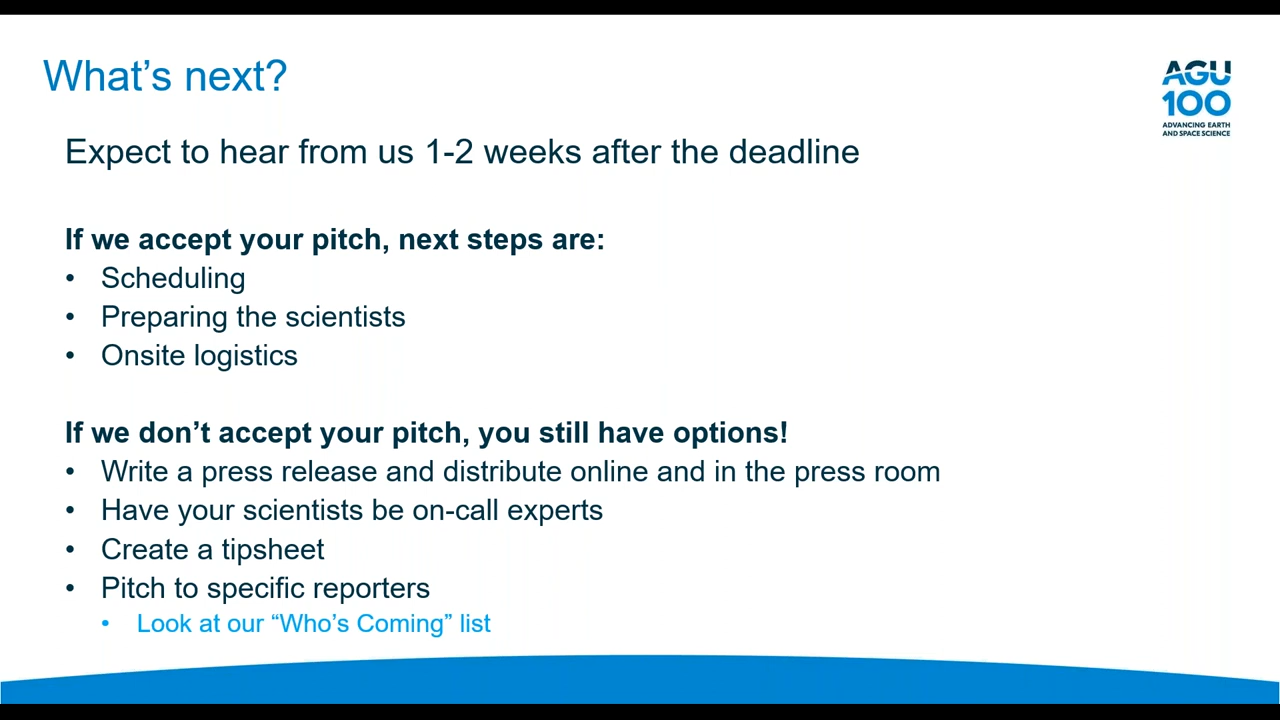 What's next?
AGU
100
ADVANCING EARTH
AND SPACE SCIENCE
Expect to hear from us 1-2 weeks after the deadline
If we accept your pitch, next steps are:
• Scheduling
• Preparing the scientists
• Onsite logistics
If we don't accept your pitch, you still have options!
• Write a press release and distribute online and in the press room
• Have your scientists be on-call experts
• Create a tipsheet
• Pitch to specific reporters
• Look at our “Who's Coming” list